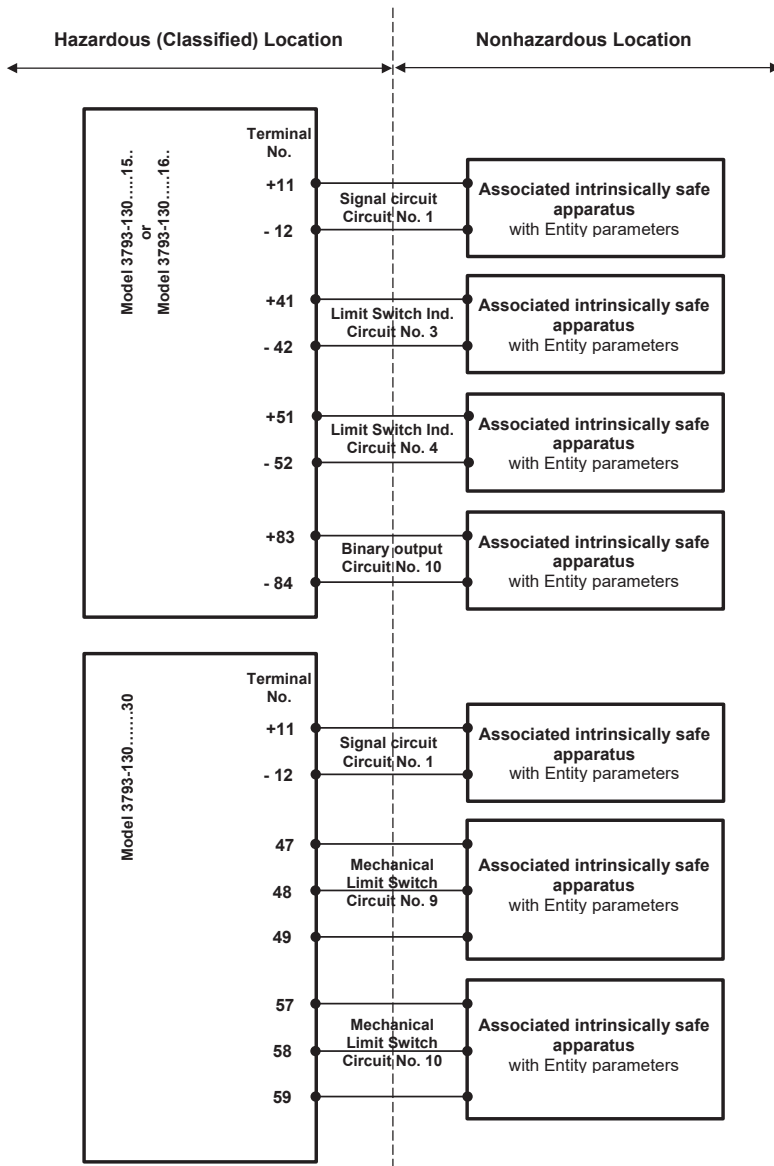 Hazardous (Classified) Location
Nonhazardous Location
Model 3793-130…...15..
or
Model 3793-130…...16..
Terminal
No.
+11
- 12
Signal circuit
Circuit No. 1
Associated intrinsically safe
apparatus
with Entity parameters
+41
- 42
Limit Switch Ind.
Circuit No. 3
Associated intrinsically safe
apparatus
with Entity parameters
+51
- 52
Limit Switch Ind.
Circuit No. 4
Associated intrinsically safe
apparatus
with Entity parameters
+83
- 84
Binary output
Circuit No. 10
Associated intrinsically safe
apparatus
with Entity parameters
Model 3793-130…….30
Terminal
No.
+11
- 12
Signal circuit
Circuit No. 1
Associated intrinsically safe
apparatus
with Entity parameters
47
48
49
Mechanical
Limit Switch
Circuit No. 9
Associated intrinsically safe
apparatus
with Entity parameters
57
58
59
Mechanical
Limit Switch
Circuit No. 10
Associated intrinsically safe
apparatus
with Entity parameters